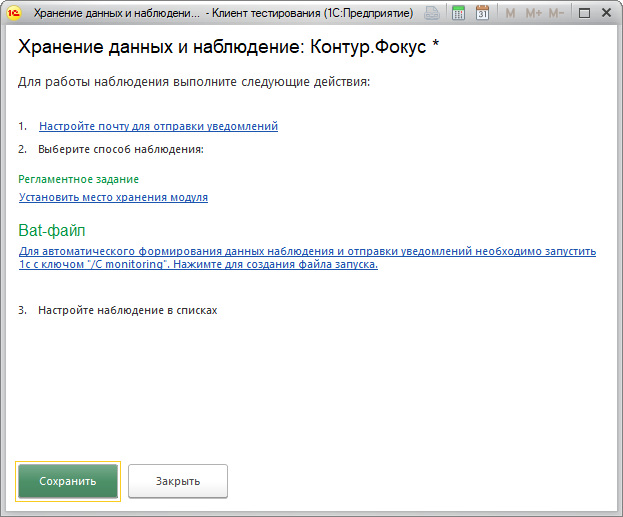 Хранение данных и наблюдени... - Клиент тестирования (1С:Предприятие)
31
M M+ M-
Хранение данных и наблюдение: Контур.Фокус *
Для работы наблюдения выполните следующие действия:
1. Настройте почту для отправки уведомлений
2. Выберите способ наблюдения:
Регламентное задание
Установить место хранения модуля
Bat-файл
Для автоматического формирования данных наблюдения и отправки уведомлений необходимо запустить
1с с ключом "/C monitoring". Нажмите для создания файла запуска.
3. Настройте наблюдение в списках
Сохранить
Закрыть